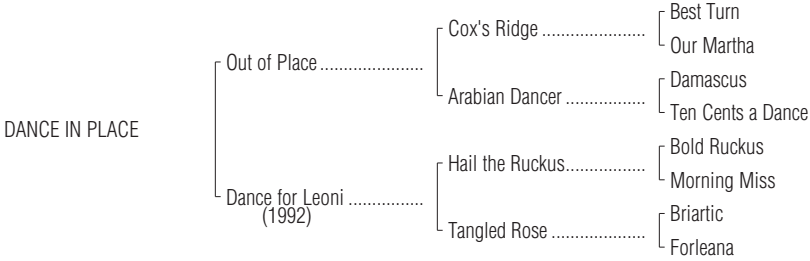 Best Turn
Cox's Ridge ......................
Our Martha
Out of Place ......................
Damascus
Arabian Dancer .................
Ten Cents a Dance
DANCE IN PLACE
Bold Ruckus
Hail the Ruckus.................
Morning Miss
Dance for Leoni ................
(1992)
Briartic
Tangled Rose ....................
Forleana